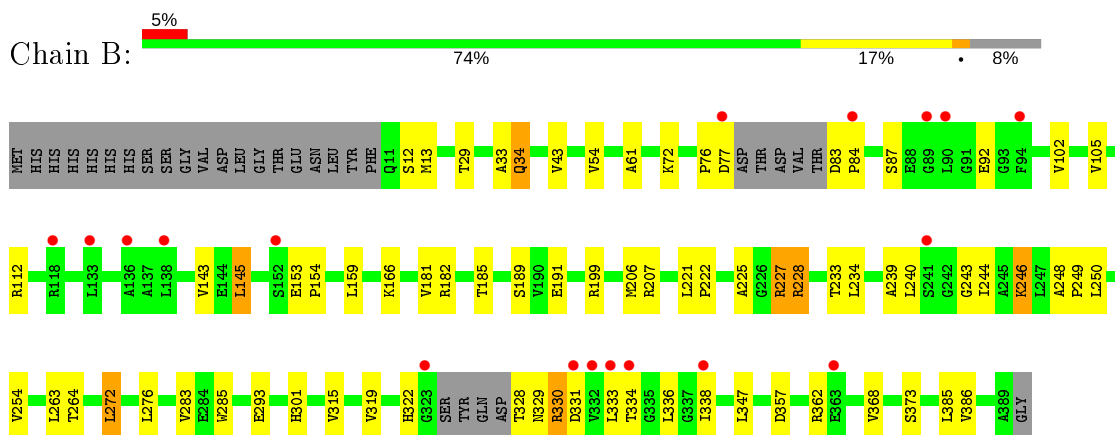 5%
Chain B:
74% 17% • 8%
MET HIS HIS HIS HIS HIS HIS SER SER GLY VAL ASP LEU GLY THR GLU ASN LEU TYR PHE Q11 S12 M13 T29 A33 Q34 V43 V54 A61 K72 P76 D77 ASP THR ASP VAL THR D83 P84 S87 E88 G89 L90 G91 E92 G93 F94 V102 V105
R112 R118 L133 A136 A137 L138 V143 E144 L145 S152 E153 P154 L159 K166 V181 R182 T185 S189 V190 E191 R199 M206 R207 L221 P222 A225 G226 R227 R228 T233 L234 A239 L240 S241 G242 G243 I244 A245 K246 L247 A248 P249 L250
V254 L263 T264 L272 L276 V283 E284 W285 E293 H301 V315 V319 H322 G323 SER TYR GLN ASP T328 N329 R330 D331 V332 L333 T334 G335 L336 G337 I338 L347 D357 R362 E363 V368 S373 L385 V386 A389 GLY